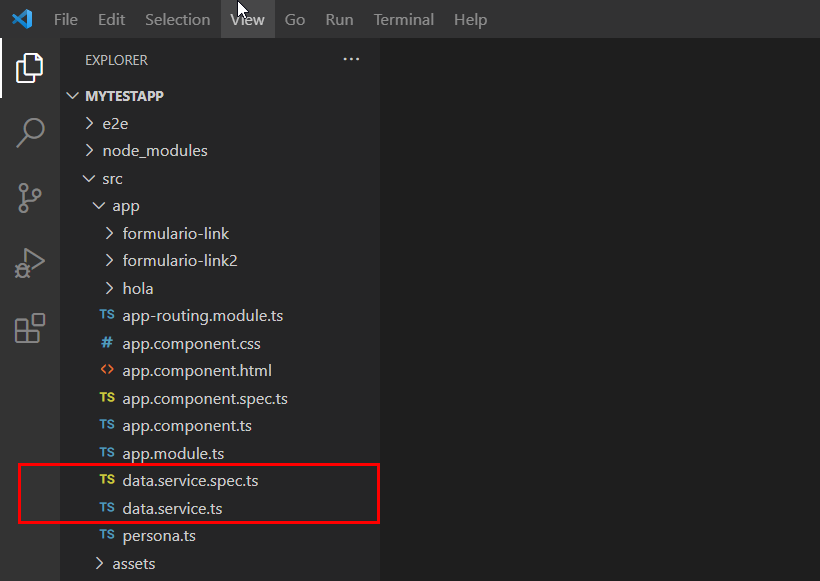 File Edit Selection View Go Run Terminal Help
EXPLORER ...
MYTESTAPP
e2e
node_modules
src
app
formulario-link
formulario-link2
hola
TS app-routing.module.ts
# app.component.css
<> app.component.html
TS app.component.spec.ts
TS app.component.ts
TS app.module.ts
TS data.service.spec.ts
TS data.service.ts
TS persona.ts
assets